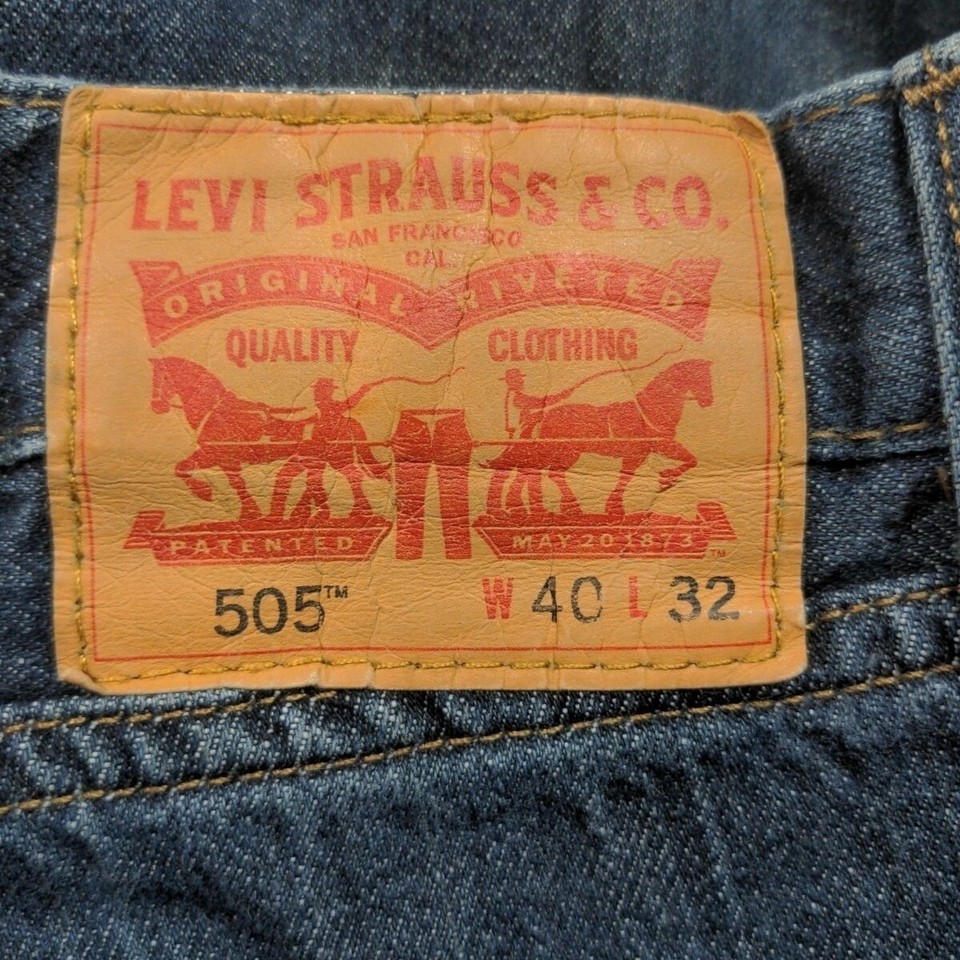 LEVI STRAUSS & CO.
SAN FRANCISCO
CAL.
ORIGINAL RIVETED
QUALITY CLOTHING
PATENTED MAY 20 1873 ™
505™ W 40 L 32